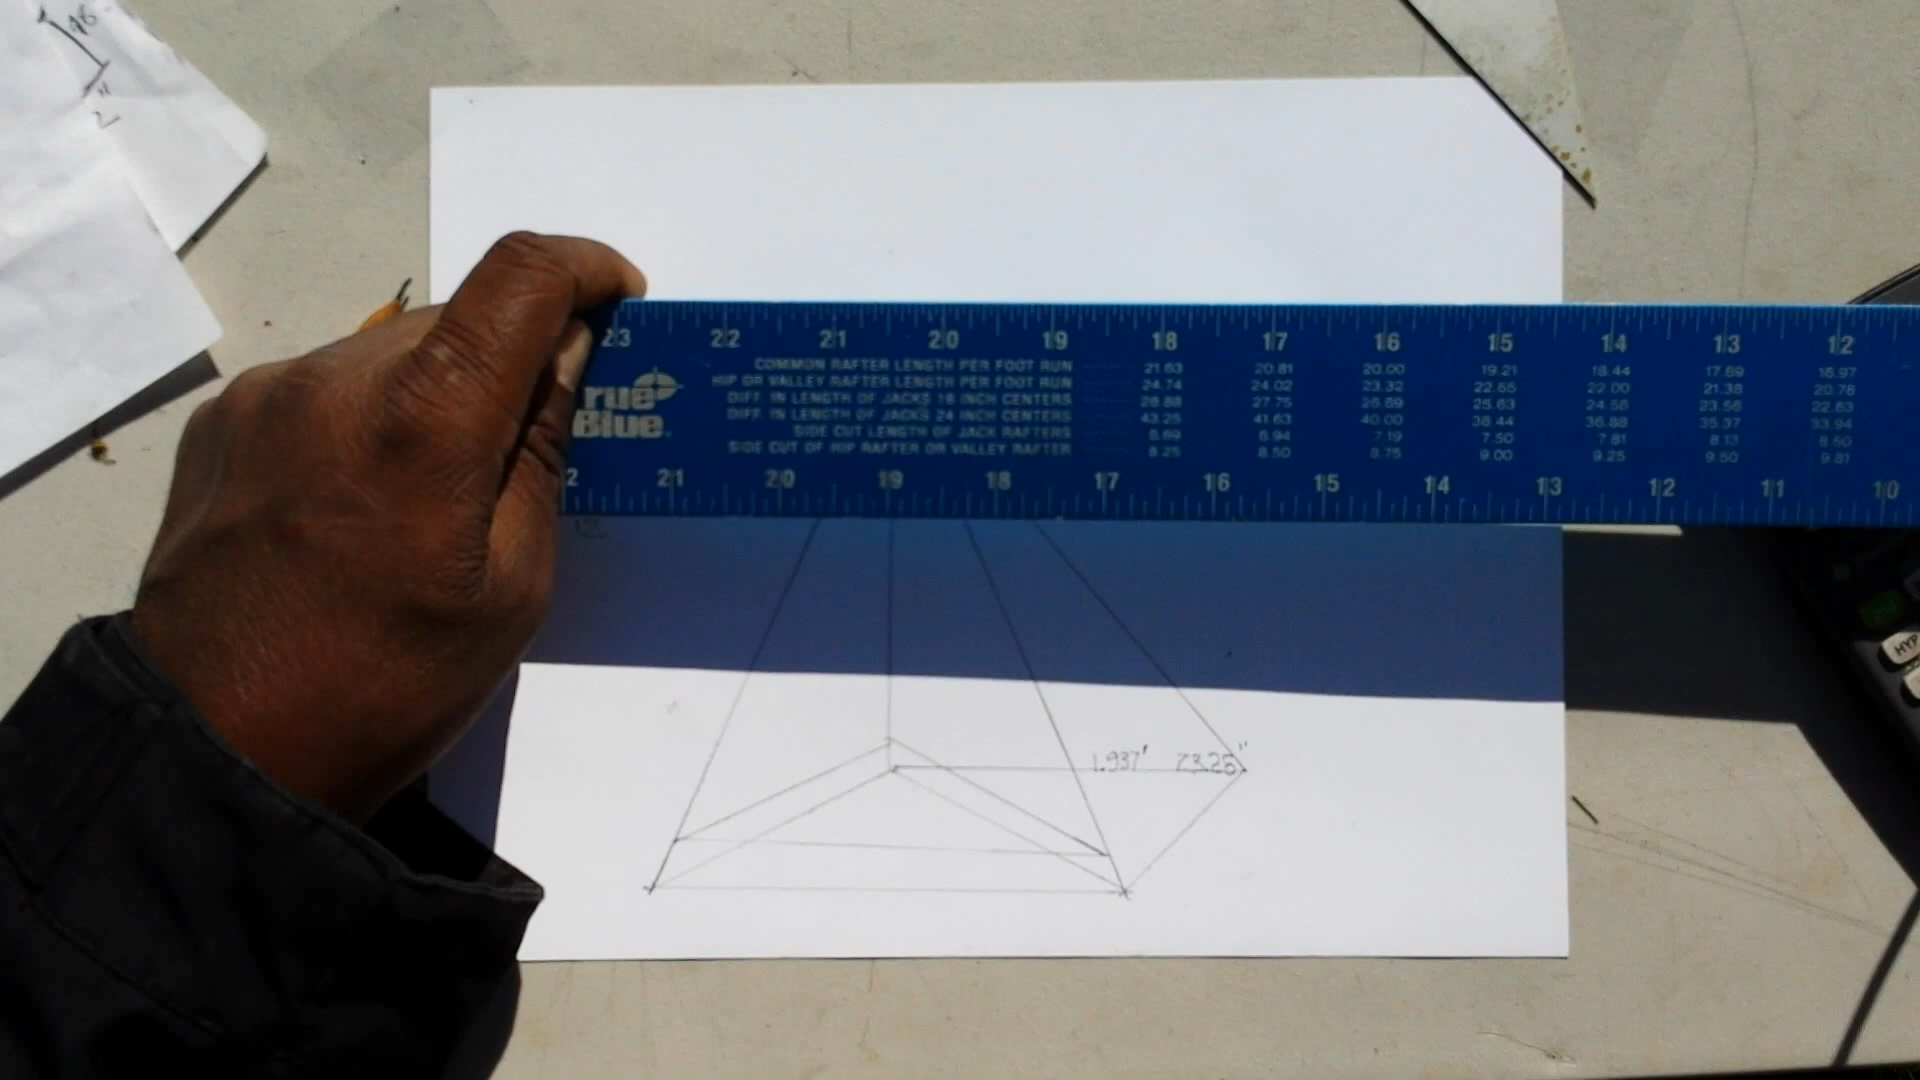 2"
23 22 21 20 19 18 17 16 15 14 13 12
COMMON RAFTER LENGTH PER FOOT RUN 21.63 20.81 20.00 19.21 18.44 17.69 16.97
HIP OR VALLEY RAFTER LENGTH PER FOOT RUN 24.74 24.02 23.32 22.65 22.00 21.38 20.78
DIFF. IN LENGTH OF JACKS 16 INCH CENTERS 28.88 27.75 26.69 25.63 24.56 23.56 22.63
DIFF. IN LENGTH OF JACKS 24 INCH CENTERS 43.25 41.63 40.00 38.44 36.88 35.37 33.94
SIDE CUT LENGTH OF JACK RAFTERS 6.69 6.94 7.19 7.50 7.81 8.13 8.50
SIDE CUT OF HIP RAFTER OR VALLEY RAFTER 8.25 8.50 8.75 9.00 9.25 9.50 9.81
rue
Blue
2 21 20 19 18 17 16 15 14 13 12 11 10
12
1.937' 23.25"
HYP